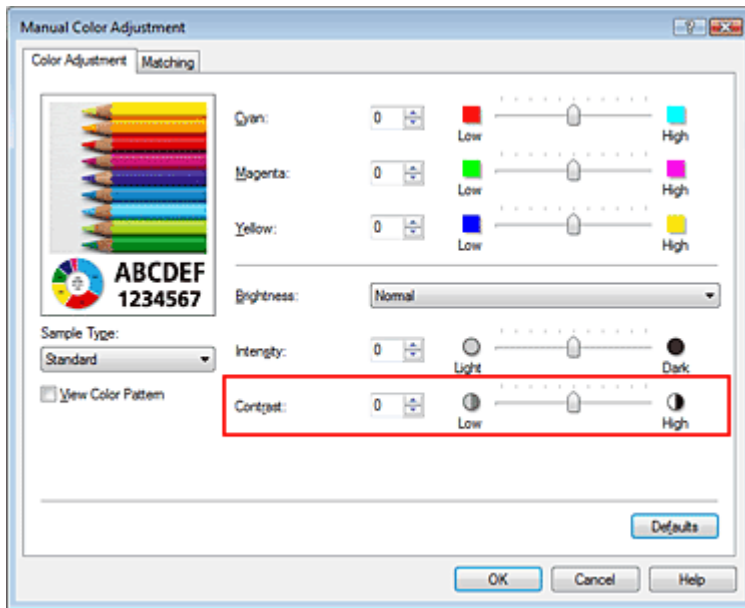 Manual Color Adjustment
Color Adjustment
Matching
ABCDEF
1234567
Sample Type:
Standard
View Color Pattern
Cyan:
0
Low
High
Magenta:
0
Low
High
Yellow:
0
Low
High
Brightness:
Normal
Intensity:
0
Light
Dark
Contrast:
0
Low
High
Defaults
OK
Cancel
Help